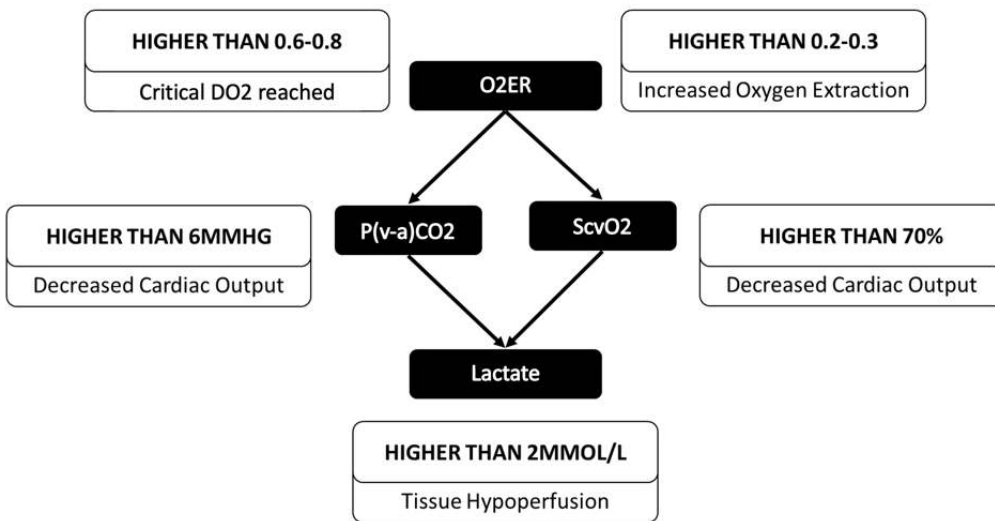 HIGHER THAN 0.6-0.8
Critical DO2 reached
O2ER
HIGHER THAN 0.2-0.3
Increased Oxygen Extraction
HIGHER THAN 6MMHG
Decreased Cardiac Output
P(v-a)CO2
ScvO2
HIGHER THAN 70%
Decreased Cardiac Output
Lactate
HIGHER THAN 2MMOL/L
Tissue Hypoperfusion